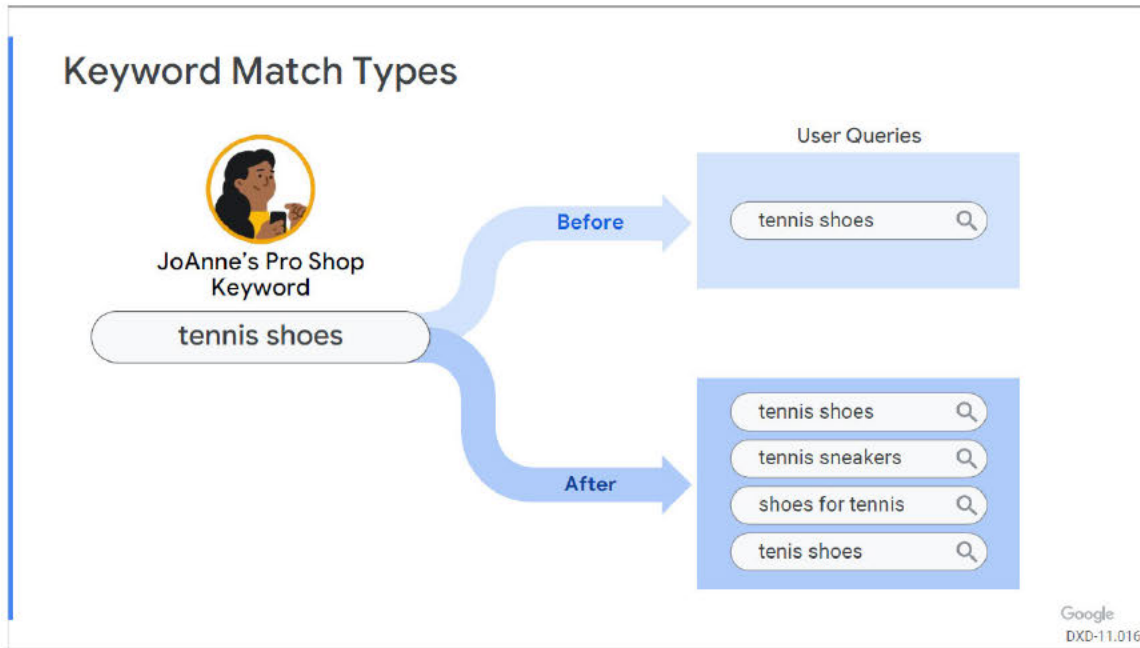 Keyword Match Types
JoAnne's Pro Shop
Keyword
tennis shoes
Before
After
User Queries
tennis shoes
tennis shoes
tennis sneakers
shoes for tennis
tenis shoes
Google
DXD-11.016